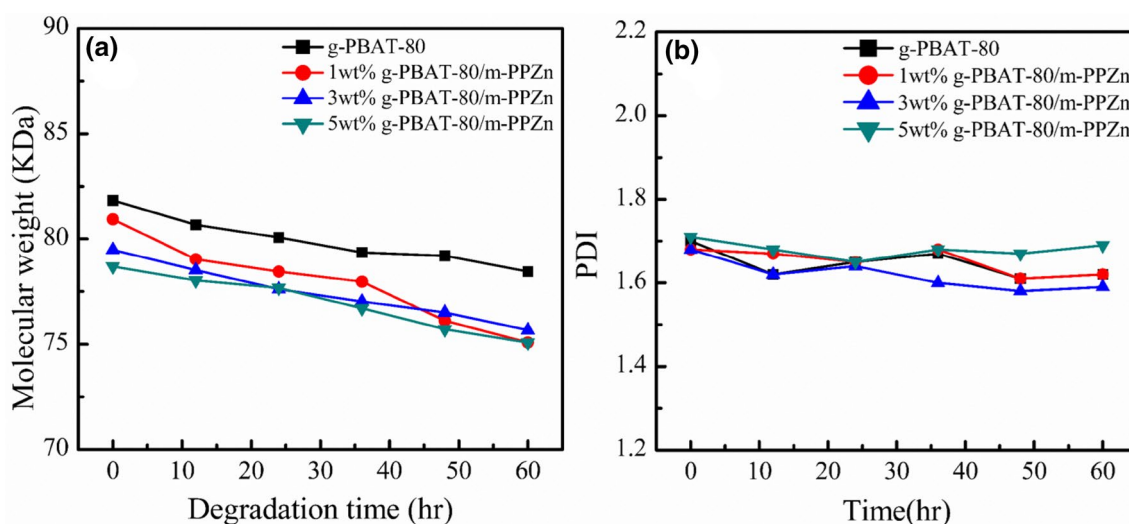 (a)
g-PBAT-80
1wt% g-PBAT-80/m-PPZn
3wt% g-PBAT-80/m-PPZn
5wt% g-PBAT-80/m-PPZn
90
80
75
70
Molecular weight (KDa)
0 10 20 30 40 50 60
Degradation time (hr)
(b)
g-PBAT-80
1wt% g-PBAT-80/m-PPZn
3wt% g-PBAT-80/m-PPZn
5wt% g-PBAT-80/m-PPZn
2.2
2.0
1.8
1.6
1.4
1.2
PDI
0 10 20 30 40 50 60
Time(hr)